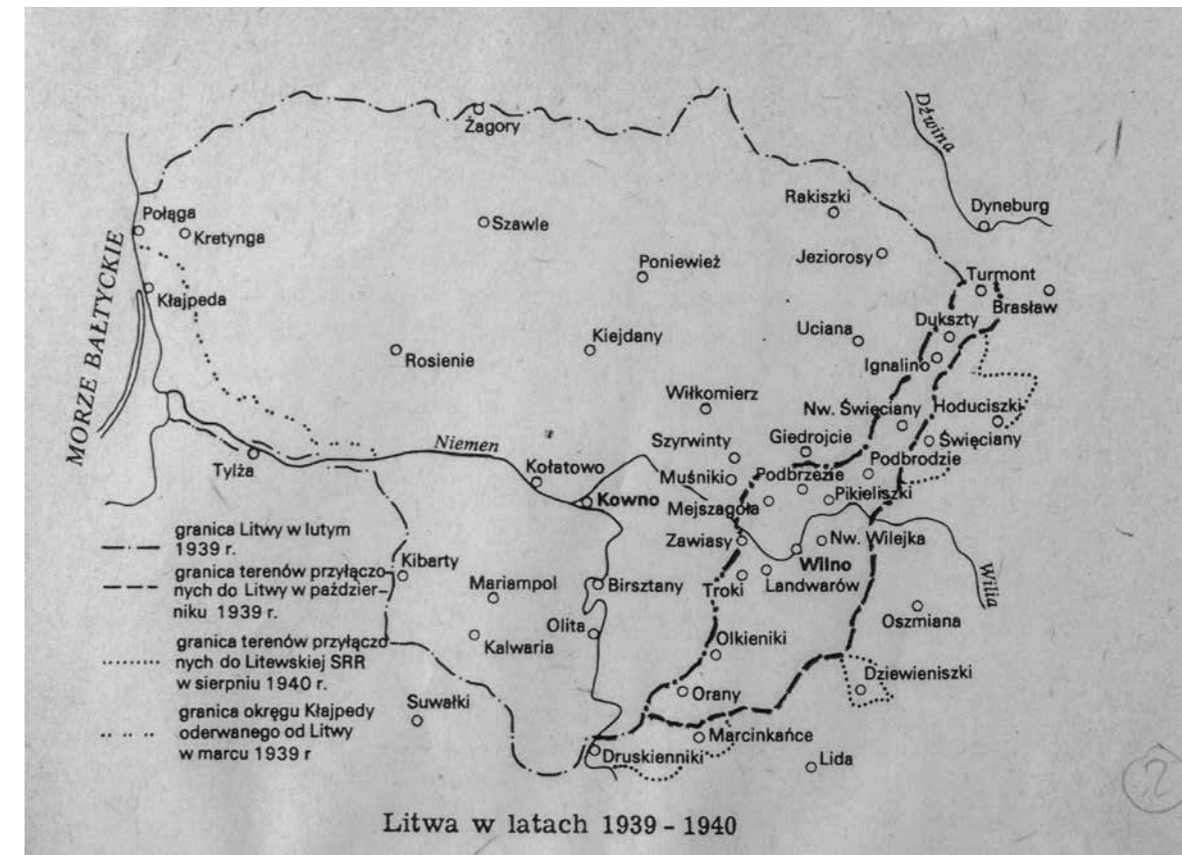 Żagory
Dźwina
Rakiszki
Dyneburg
Połąga
Kretynga
Szawle
Jeziorosy
Poniewież
Turmont
Brasław
MORZE BAŁTYCKIE
Kłajpeda
Dukszty
Uciana
Kiejdany
Rosienie
Ignalino
Wiłkomierz
Nw. Święciany
Hoduciszki
Niemen
Szyrwinty
Giedrojcie
Święciany
Tylża
Podbrodzie
Kołatowo
Muśniki
Podbrzezie
Kowno
Mejszagoła
Pikieliszki
granica Litwy w lutym
1939 r.
Zawiasy
Nw. Wilejka
Wilno
Wilia
granica terenów przyłączo-
nych do Litwy w paździer-
niku 1939 r.
Kibarty
Mariampol
Birsztany
Troki
Landwarów
Oszmiana
granica terenów przyłączo-
nych do Litewskiej SRR
w sierpniu 1940 r.
Kalwaria
Olita
Olkieniki
Dziewieniszki
Suwałki
Orany
granica okręgu Kłajpedy
oderwanego od Litwy
w marcu 1939 r
Marcinkańce
Druskienniki
Lida
2
Litwa w latach 1939 - 1940